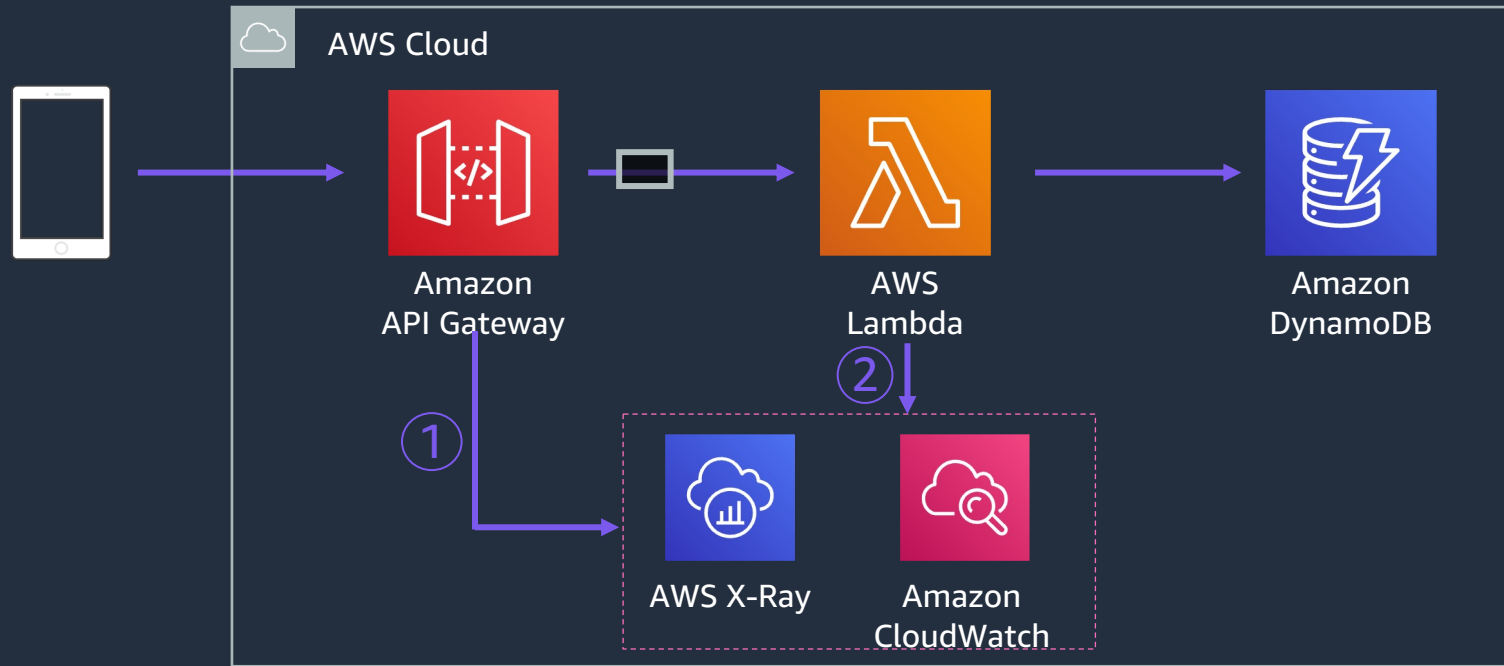 AWS Cloud
</>
Amazon
API Gateway
AWS
Lambda
Amazon
DynamoDB
①
②
AWS X-Ray
Amazon
CloudWatch